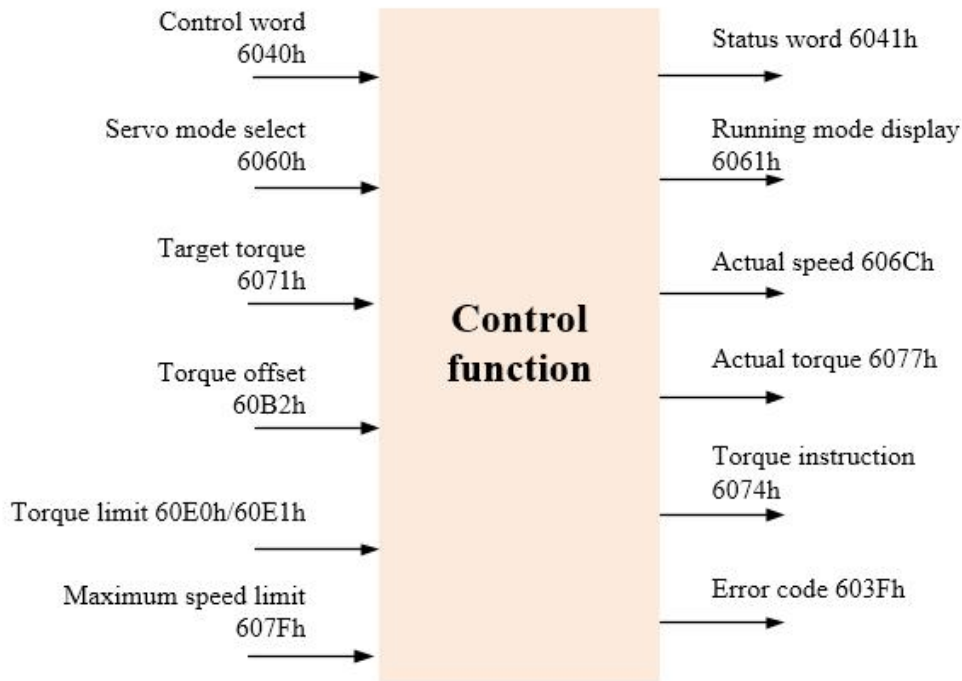 Control word
6040h
Servo mode select
6060h
Target torque
6071h
Torque offset
60B2h
Torque limit 60E0h/60E1h
Maximum speed limit
607Fh
Control
function
Status word 6041h
Running mode display
6061h
Actual speed 606Ch
Actual torque 6077h
Torque instruction
6074h
Error code 603Fh